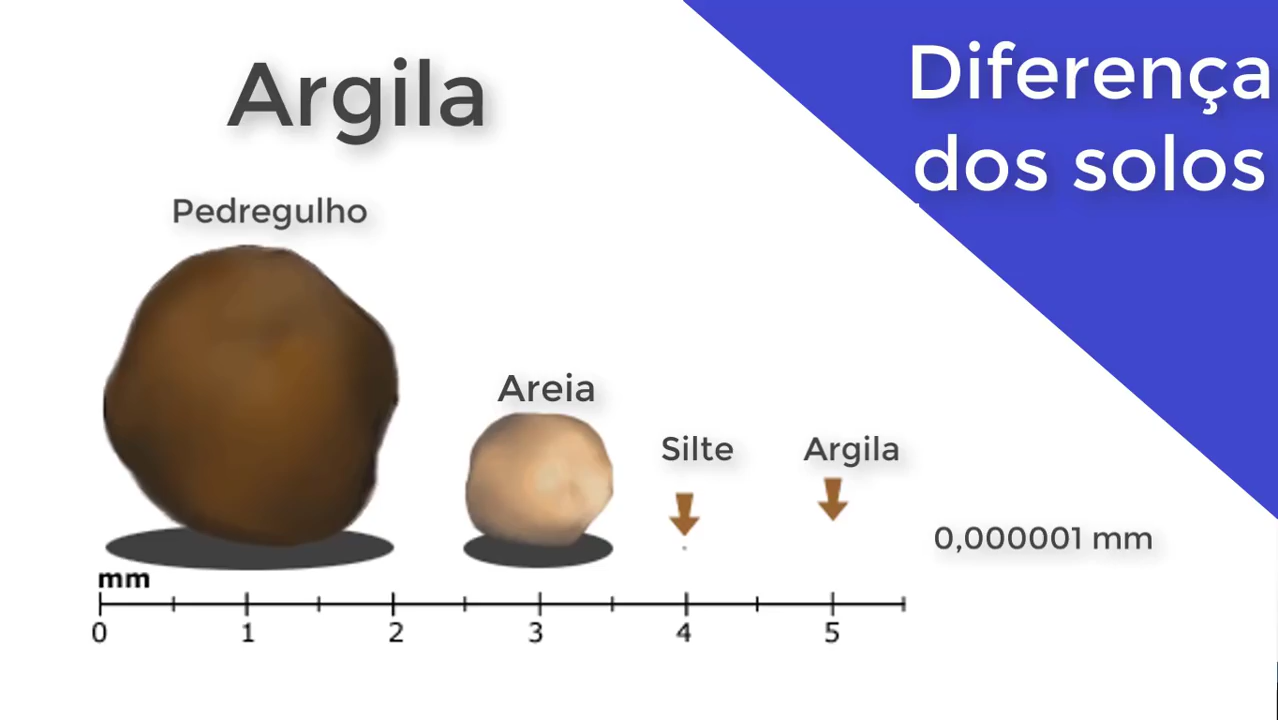 Argila
Diferença
dos solos
Pedregulho
Areia
Silte
Argila
0,000001 mm
mm
0 1 2 3 4 5